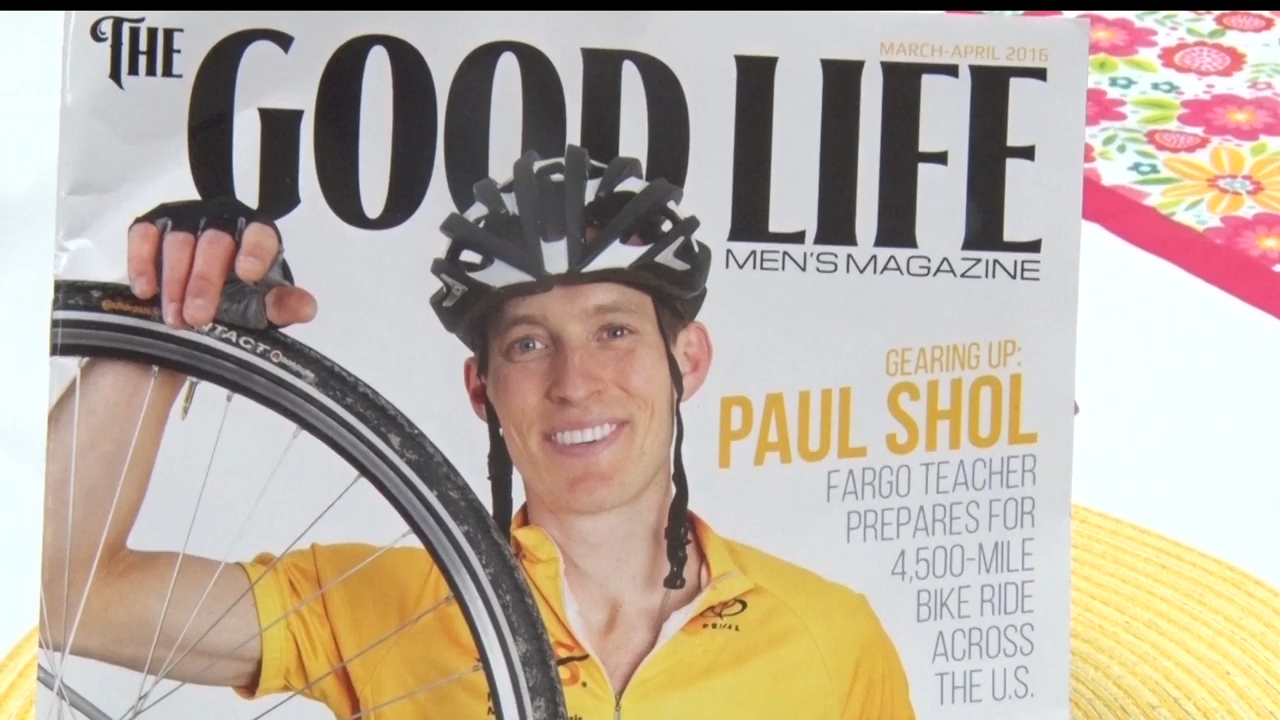 THE
GOOD LIFE
MARCH-APRIL 2016
MEN'S MAGAZINE
GEARING UP:
PAUL SHOL
FARGO TEACHER
PREPARES FOR
4,500-MILE
BIKE RIDE
ACROSS
THE U.S.